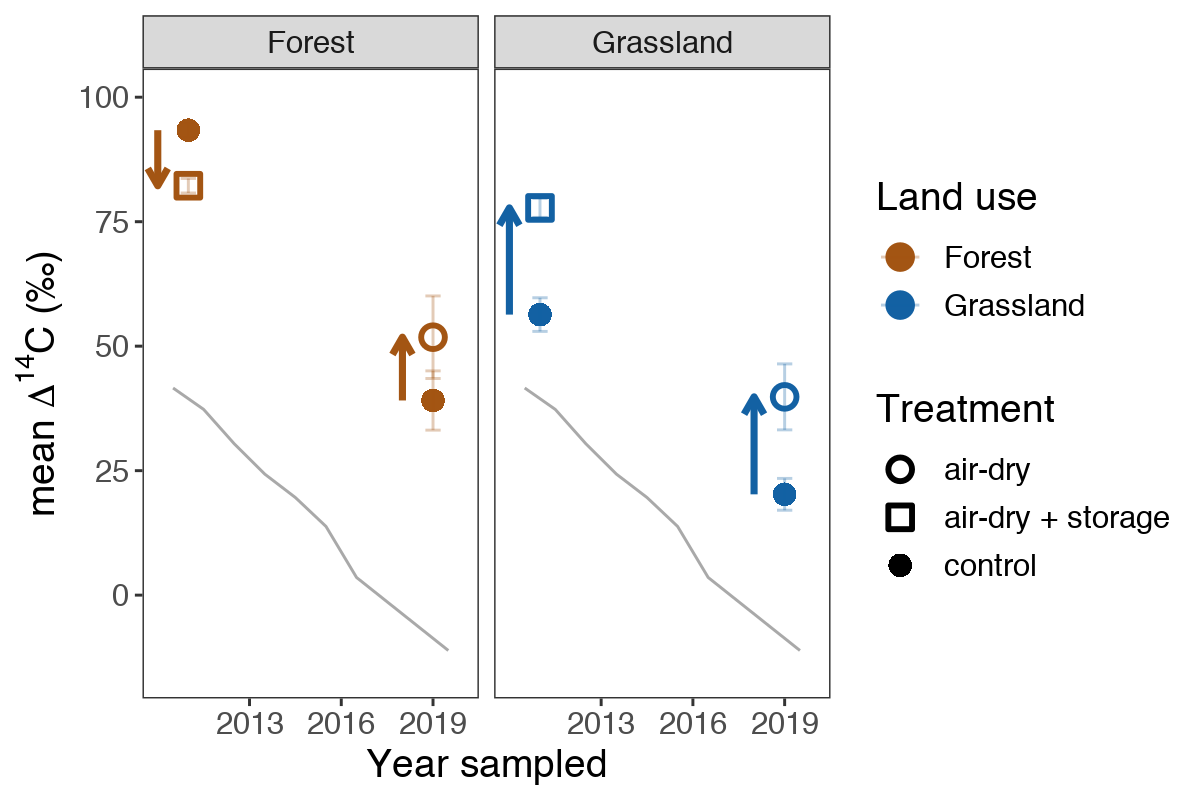 Forest
Grassland
100
75
50
25
0
mean Δ¹⁴C (‰)
2013 2016 2019
2013 2016 2019
Year sampled
Land use
Forest
Grassland
Treatment
air-dry
air-dry + storage
control